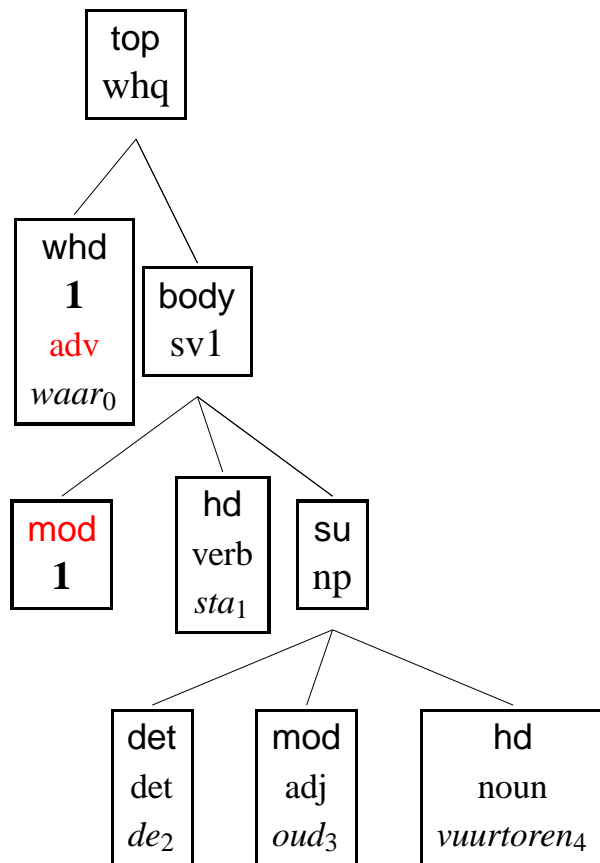 top
whq
whd
1
adv
waar0
body
sv1
mod
1
hd
verb
sta1
su
np
det
det
de2
mod
adj
oud3
hd
noun
vuurtoren4